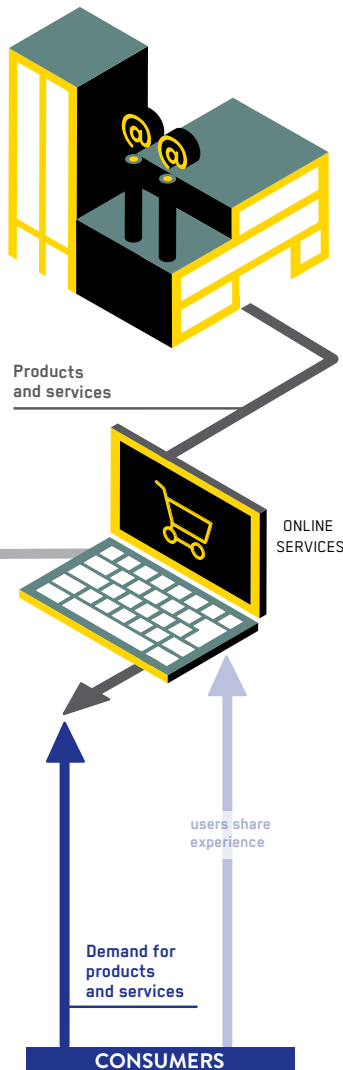 @ @
Products
and services
ONLINE
SERVICES
users share
experience
Demand for
products
and services
CONSUMERS